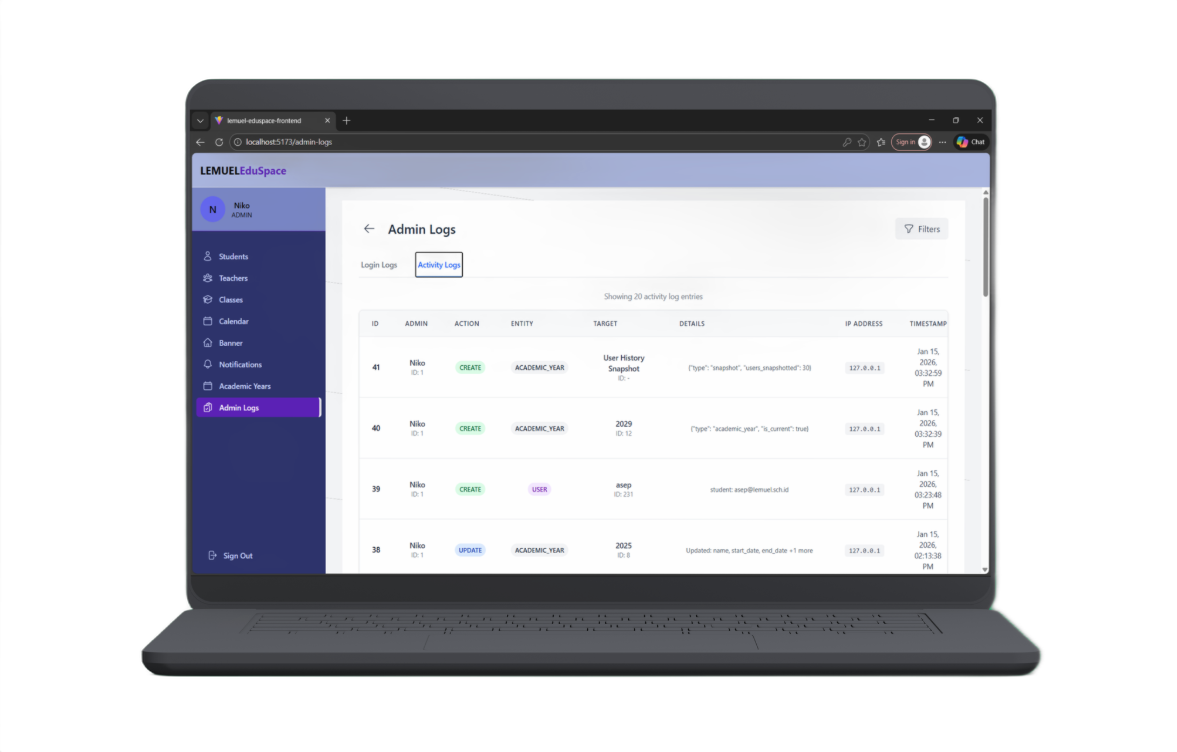 lemuel-eduspace-frontend
localhost:5173/admin-logs
Sign in
Chat
LEMUELEduSpace
N
Niko
ADMIN
Students
Teachers
Classes
Calendar
Banner
Notifications
Academic Years
Admin Logs
Sign Out
Admin Logs
Filters
Login Logs
Activity Logs
Showing 20 activity log entries
ID ADMIN ACTION ENTITY TARGET DETAILS IP ADDRESS TIMESTAMP
41
Niko
ID: 1
CREATE
ACADEMIC_YEAR
User History
Snapshot
ID: -
{"type": "snapshot", "users_snapshotted": 30}
127.0.0.1
Jan 15,
2026,
03:32:59
PM
40
Niko
ID: 1
CREATE
ACADEMIC_YEAR
2029
ID: 12
{"type": "academic_year", "is_current": true}
127.0.0.1
Jan 15,
2026,
03:32:39
PM
39
Niko
ID: 1
CREATE
USER
asep
ID: 231
student: asep@lemuel.sch.id
127.0.0.1
Jan 15,
2026,
03:23:48
PM
38
Niko
ID: 1
UPDATE
ACADEMIC_YEAR
2025
ID: 8
Updated: name, start_date, end_date +1 more
127.0.0.1
Jan 15,
2026,
02:13:38
PM